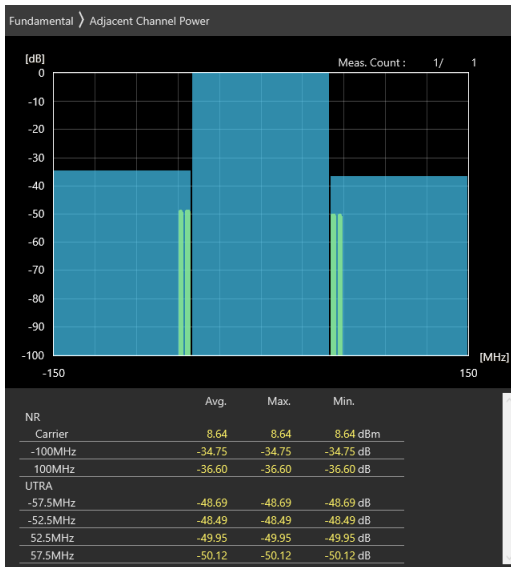 Fundamental 〉 Adjacent Channel Power
[dB]
Meas. Count : 1/ 1
0
-10
-20
-30
-40
-50
-60
-70
-80
-90
-100
[MHz]
-150 150
Avg. Max. Min.
NR
Carrier 8.64 8.64 8.64 dBm
-100MHz -34.75 -34.75 -34.75 dB
100MHz -36.60 -36.60 -36.60 dB
UTRA
-57.5MHz -48.69 -48.69 -48.69 dB
-52.5MHz -48.49 -48.49 -48.49 dB
52.5MHz -49.95 -49.95 -49.95 dB
57.5MHz -50.12 -50.12 -50.12 dB